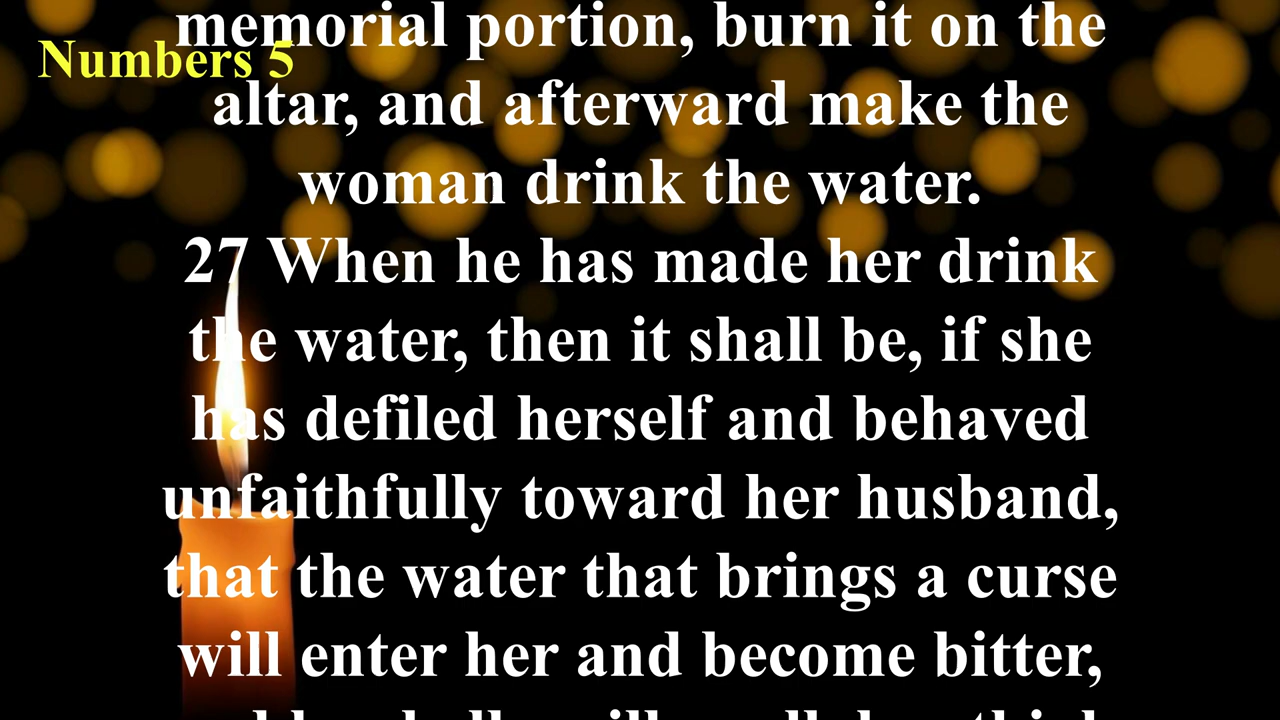 memorial portion, burn it on the
Numbers 5
altar, and afterward make the
woman drink the water.
27 When he has made her drink
the water, then it shall be, if she
has defiled herself and behaved
unfaithfully toward her husband,
that the water that brings a curse
will enter her and become bitter,